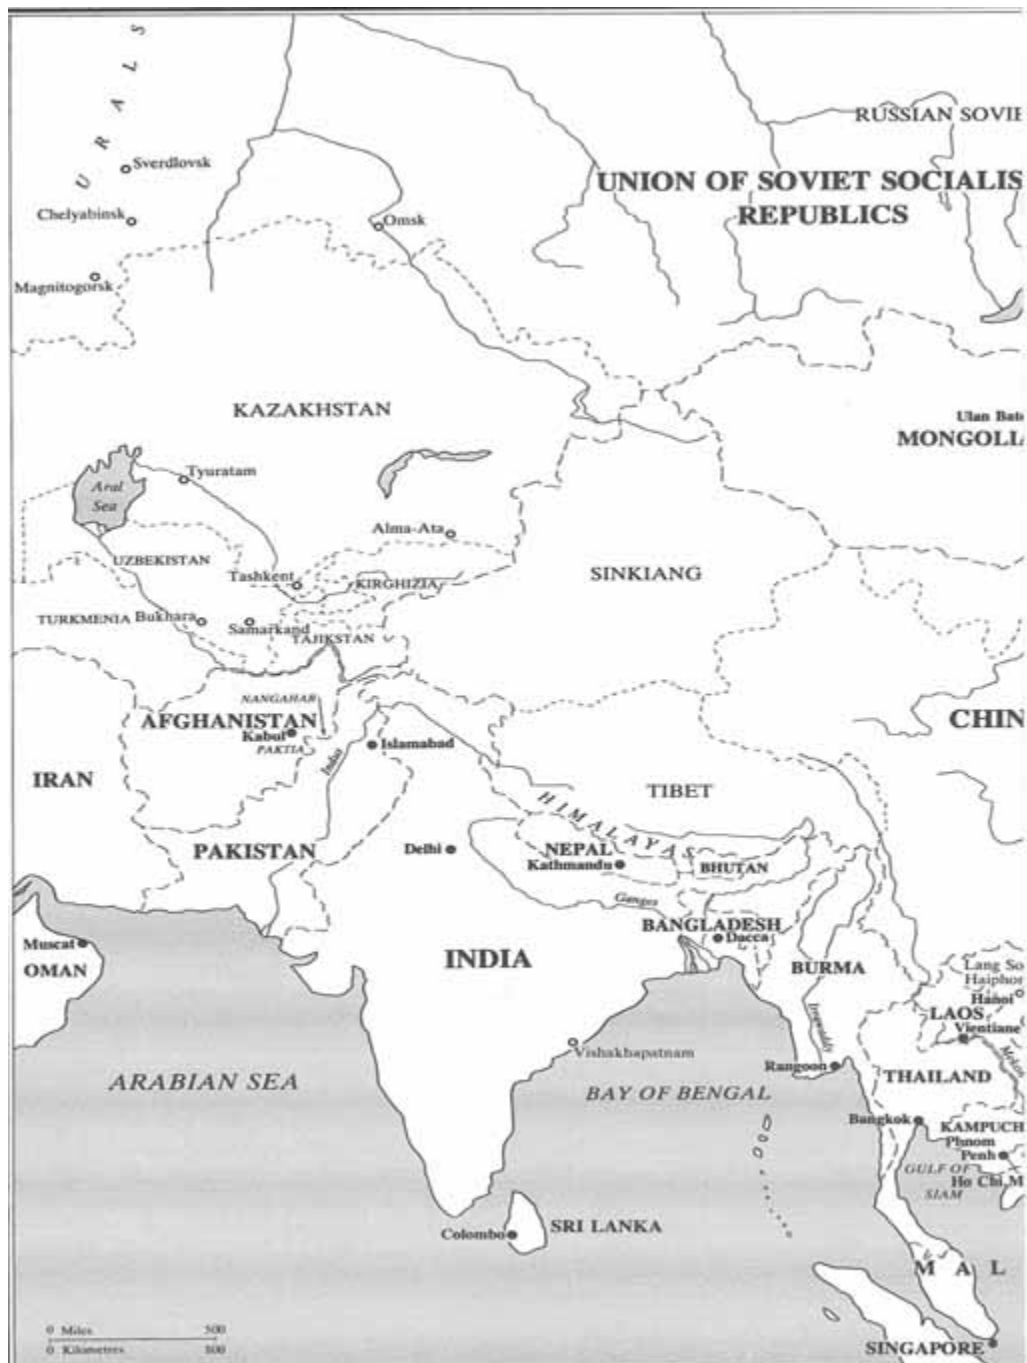 URALS
RUSSIAN SOVIE
Sverdlovsk
UNION OF SOVIET SOCIALIS
REPUBLICS
Chelyabinsk
Omsk
Magnitogorsk
KAZAKHSTAN
Ulan Bat
MONGOLI
Tyuratam
Aral
Sea
Alma-Ata
UZBEKISTAN
SINKIANG
Tashkent
KIRGHIZIA
TURKMENIA
Bukhara
Samarkand
TAJIKSTAN
NANGAHAR
AFGHANISTAN
CHIN
Kabul
PAKTIA
Islamabad
Indus
IRAN
TIBET
HIMALAYAS
PAKISTAN
Delhi
NEPAL
Kathmandu
BHUTAN
Ganges
BANGLADESH
Dacca
Muscat
OMAN
INDIA
BURMA
Lang So
Haiphon
Hanoi
LAOS
Vientiane
Irrawaddy
Mekon
Vishakhapatnam
Rangoon
THAILAND
ARABIAN SEA
BAY OF BENGAL
Bangkok
KAMPUCH
Phnom
Penh
GULF OF
SIAM
Ho Chi M
Colombo
SRI LANKA
M A L
0 Miles 500
0 Kilometres 800
SINGAPORE